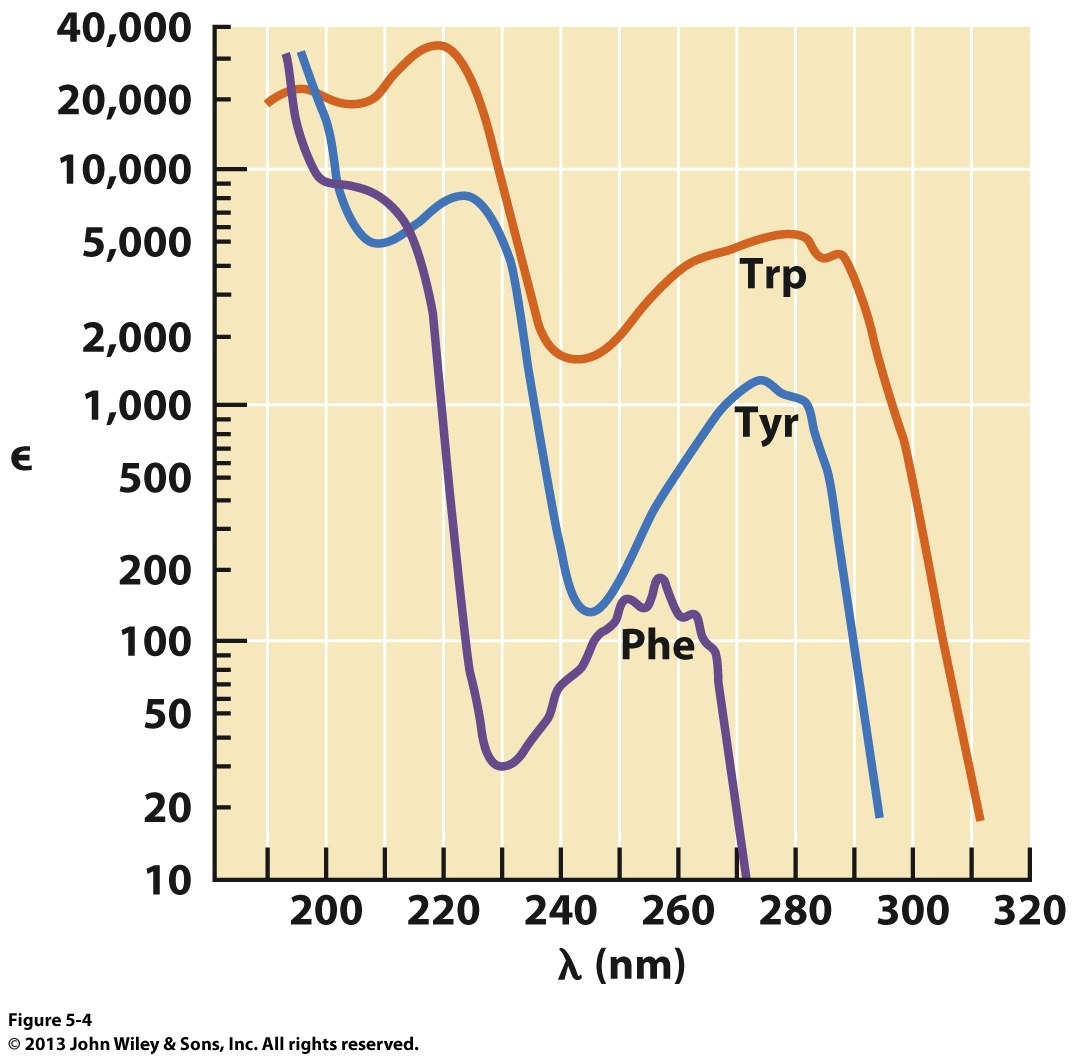 40,000
20,000
10,000
5,000
2,000
1,000
ϵ
500
200
100
50
20
10
Trp
Tyr
Phe
200 220 240 260 280 300 320
λ (nm)
Figure 5-4
© 2013 John Wiley & Sons, Inc. All rights reserved.